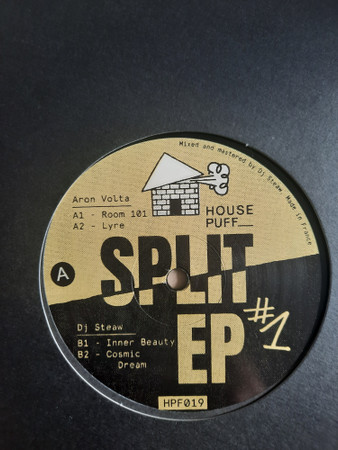 Mixed and mastered by Dj Steaw. Made in France
Aron Volta
A1 - Room 101
A2 - Lyre
HOUSE
PUFF__
A
SPLIT
EP
#1
Dj Steaw
B1 - Inner Beauty
B2 - Cosmic
Dream
HPF019